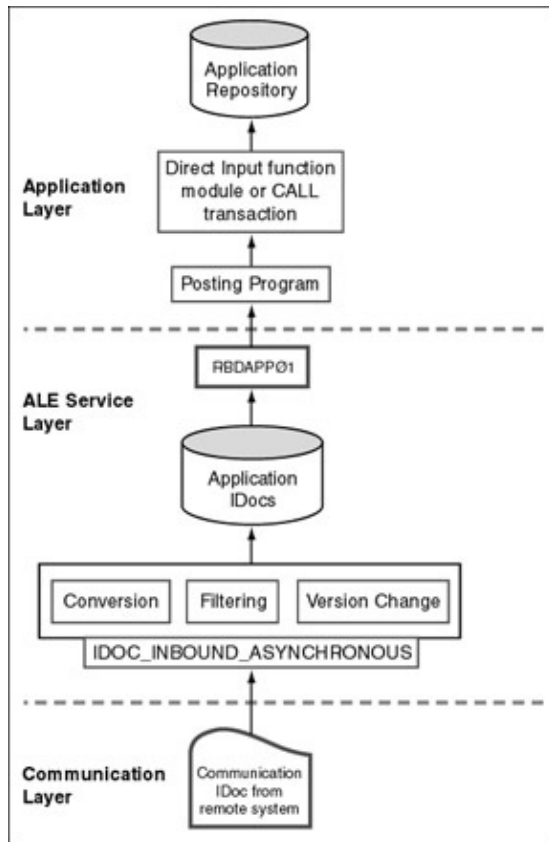 Application
Repository
Application
Layer
Direct Input function
module or CALL
transaction
Posting Program
RBDAPPØ1
ALE Service
Layer
Application
IDocs
Conversion
Filtering
Version Change
IDOC_INBOUND_ASYNCHRONOUS
Communication
Layer
Communication
IDoc from
remote system